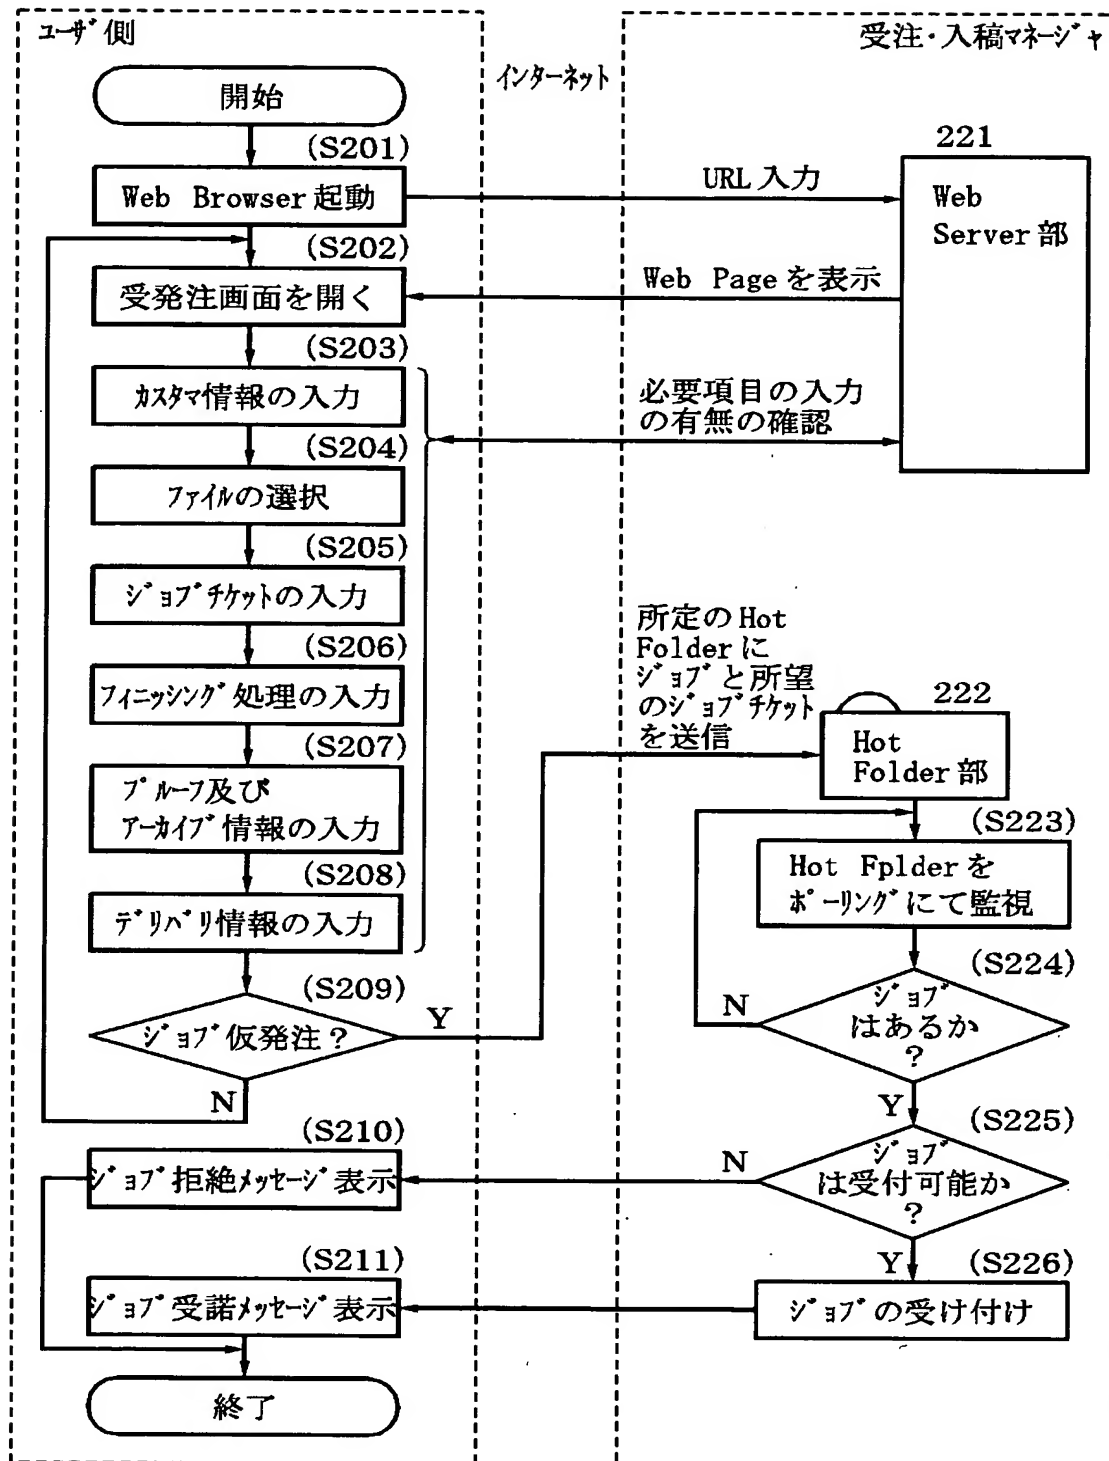 ユーザ側
開始
(S201)
Web Browser起動
(S202)
受発注画面を開く
(S203)
カスタマ情報の入力
(S204)
ファイルの選択
(S205)
ジョブチケットの入力
(S206)
フィニッシング処理の入力
(S207)
プルーフ及び
アーカイブ情報の入力
(S208)
デリバリ情報の入力
(S209)
ジョブ仮発注?
Y
N
(S210)
ジョブ拒絶メッセージ表示
(S211)
ジョブ受諾メッセージ表示
終了
インターネット
受注・入稿マネージャ
URL入力
221
Web
Server部
Web Pageを表示
必要項目の入力
の有無の確認
所定のHot
Folderに
ジョブと所望
のジョブチケット
を送信
222
Hot
Folder部
(S223)
Hot Fplderを
ポーリングにて監視
(S224)
ジョブ
はあるか
?
N
Y
(S225)
ジョブ
は受付可能か
?
N
Y
(S226)
ジョブの受け付け